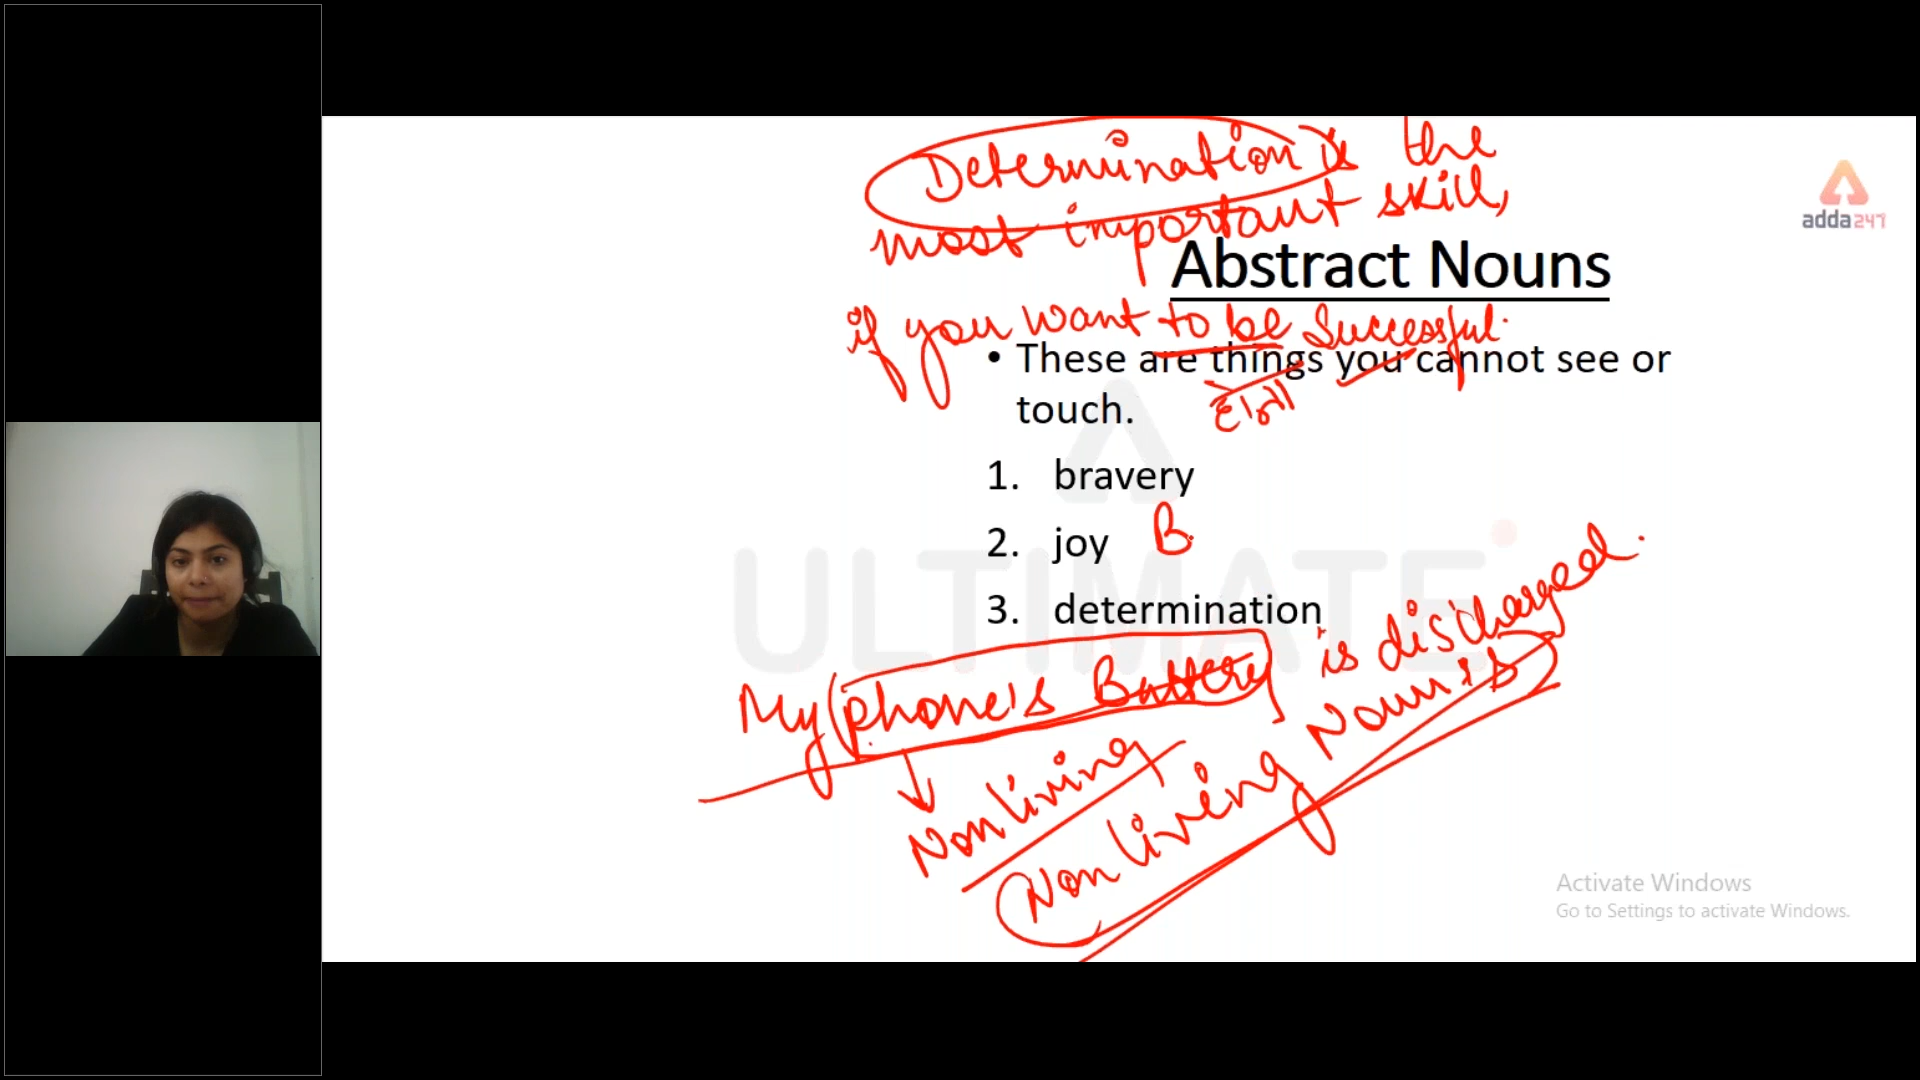 Determination is the
most important skill,
adda247
Abstract Nouns
if you want to be Successful.
• These are things you cannot see or
touch.
1. bravery
2. joy B
3. determination
ULTIMATE
My phone's Battery is discharged.
Non living
Non living Noun's
Activate Windows
Go to Settings to activate Windows.